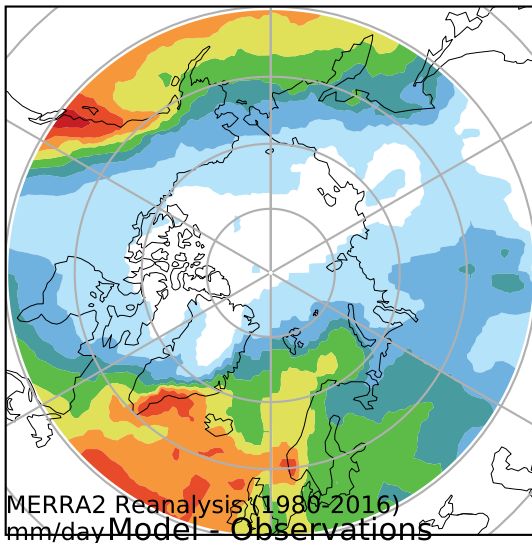 MERRA2 Reanalysis (1980-2016)
mm/day Model - Observations